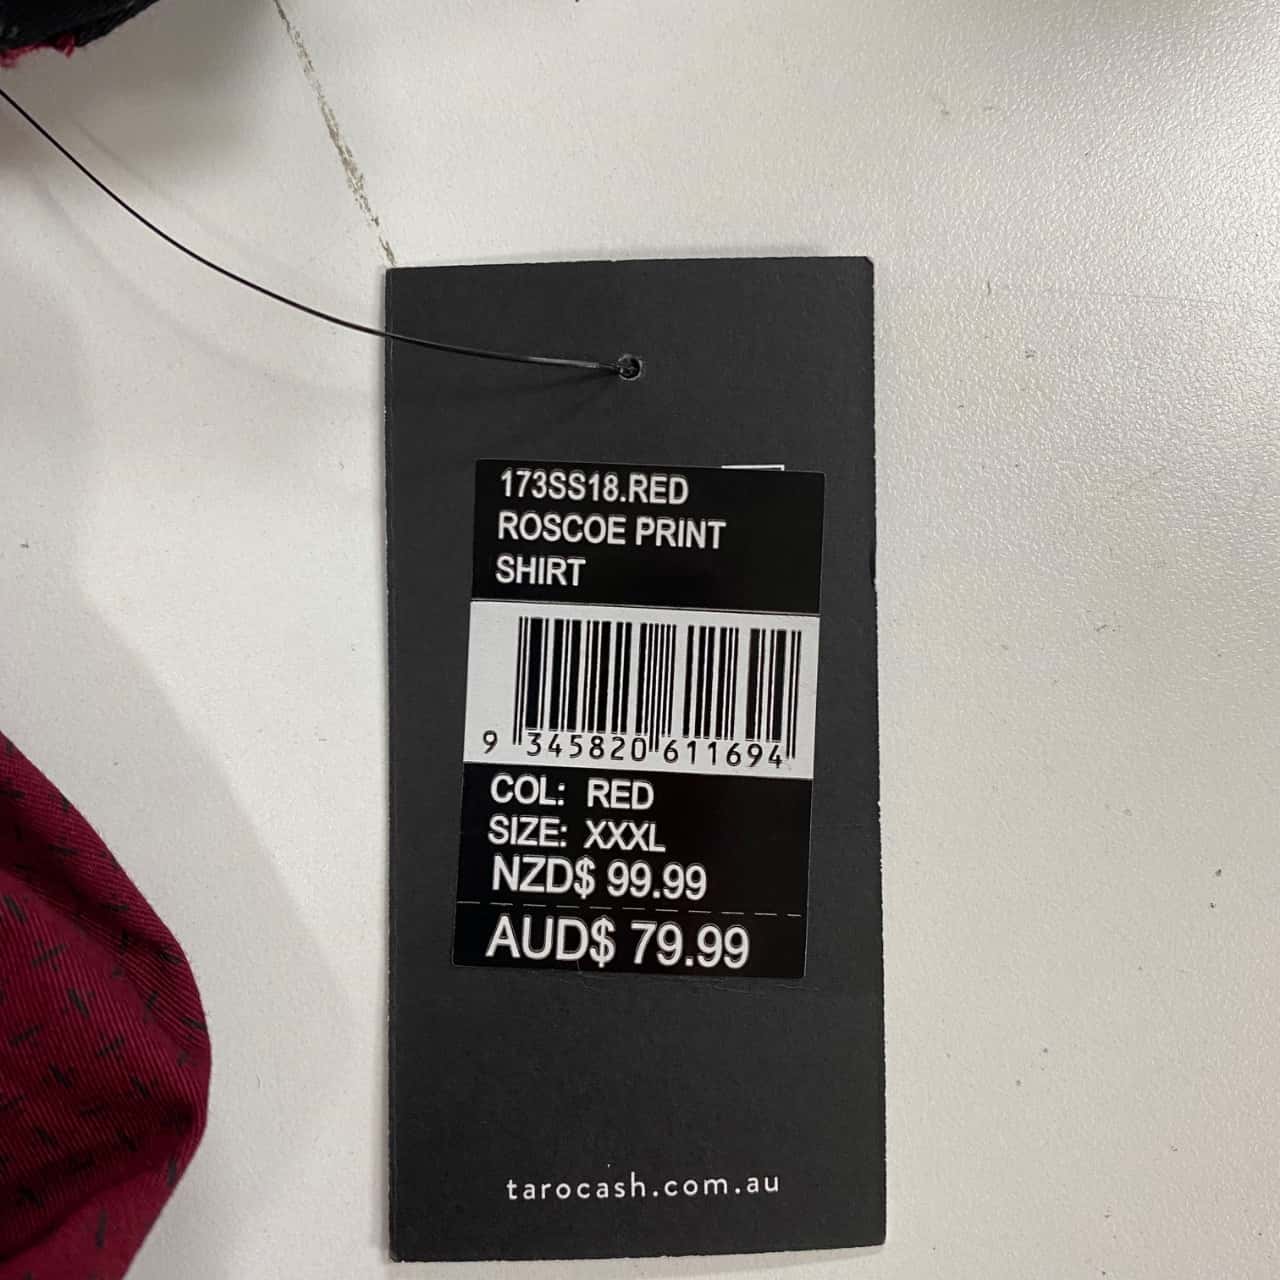 173SS18.RED
ROSCOE PRINT
SHIRT
9 345820 611694
COL: RED
SIZE: XXXL
NZD$ 99.99
AUD$ 79.99
tarocash.com.au